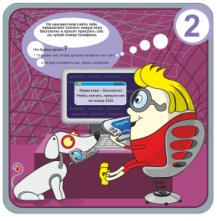 На неизвестном сайте тебе
предлагают скачать новую игру
бесплатно и просят прислать смс
на чужой номер телефона.
Что будешь делать?
2
Новая игра - бесплатно!
Чтобы скачать, пришли смс
на номер